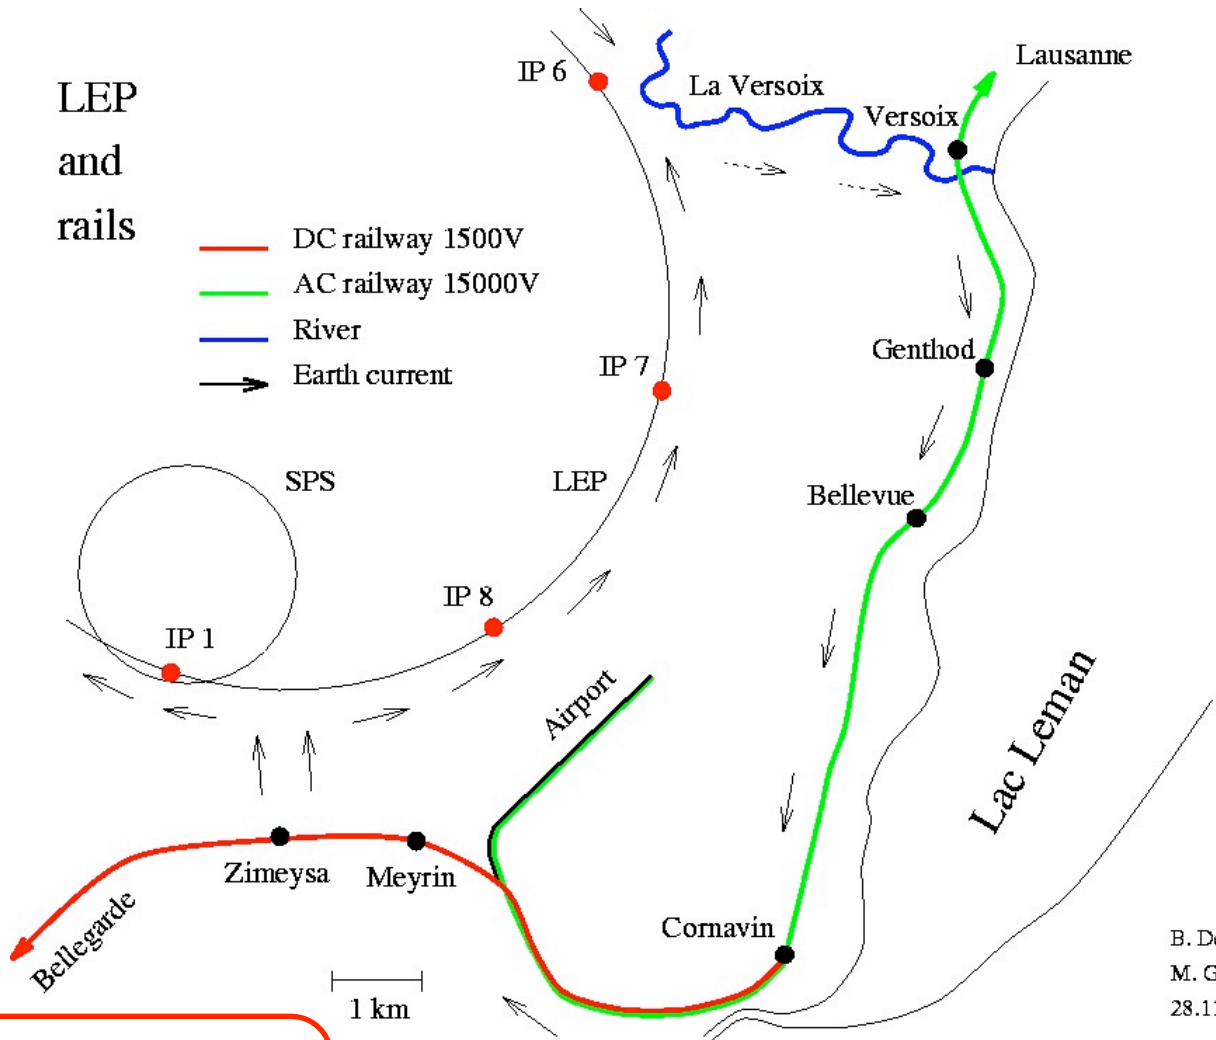 LEP
and
rails
DC railway 1500V
AC railway 15000V
River
Earth current
IP 6
La Versoix
Versoix
Lausanne
IP 7
Genthod
SPS
LEP
Bellevue
IP 8
IP 1
Airport
Lac Leman
Zimeysa
Meyrin
Bellegarde
Cornavin
1 km
B.
M.